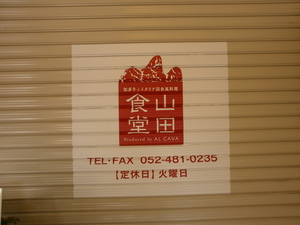 山田
食堂
Produced by AL CAVA
TEL・FAX 052-481-0235
【定休日】火曜日